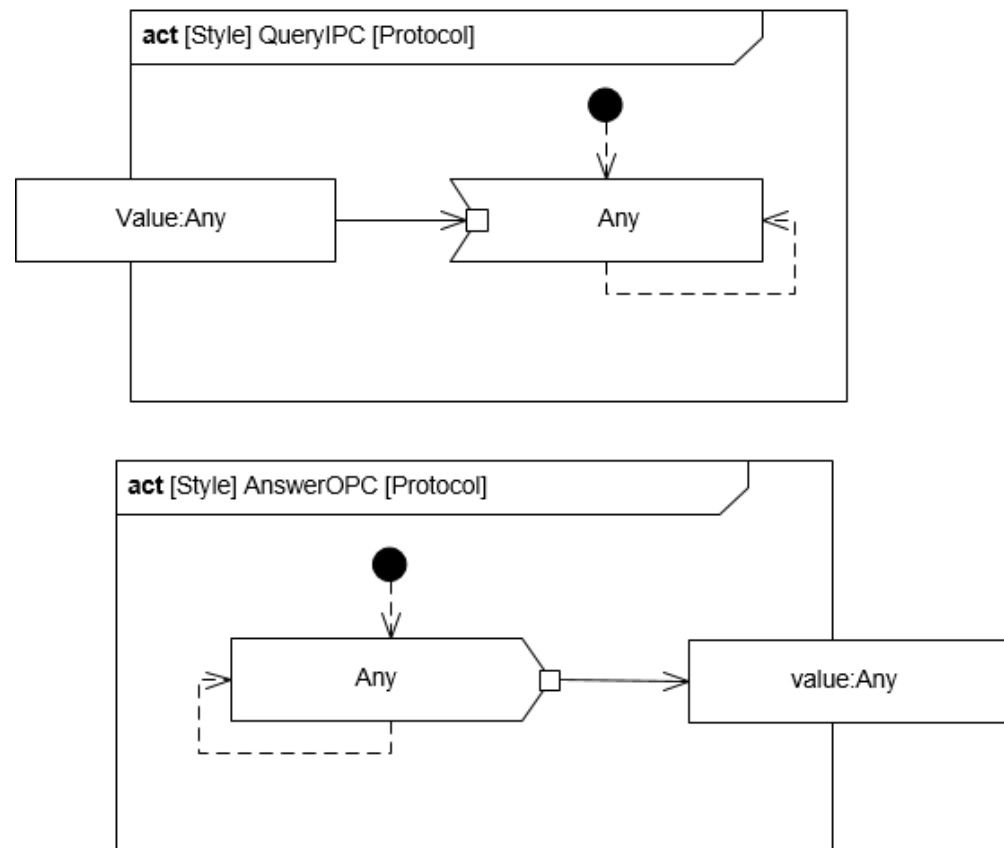 act [Style] QueryIPC [Protocol]
Value:Any
Any
act [Style] AnswerOPC [Protocol]
Any
value:Any